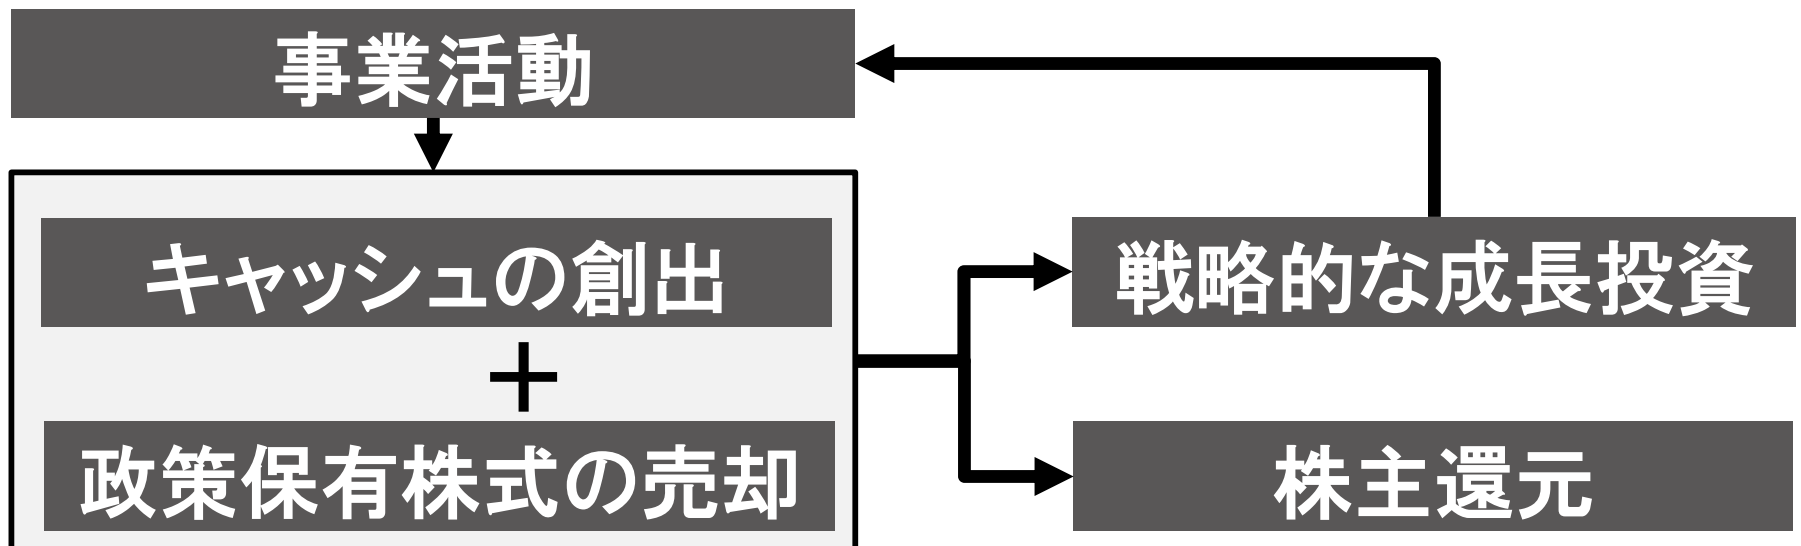 事業活動
キャッシュの創出
+
政策保有株式の売却
戦略的な成長投資
株主還元